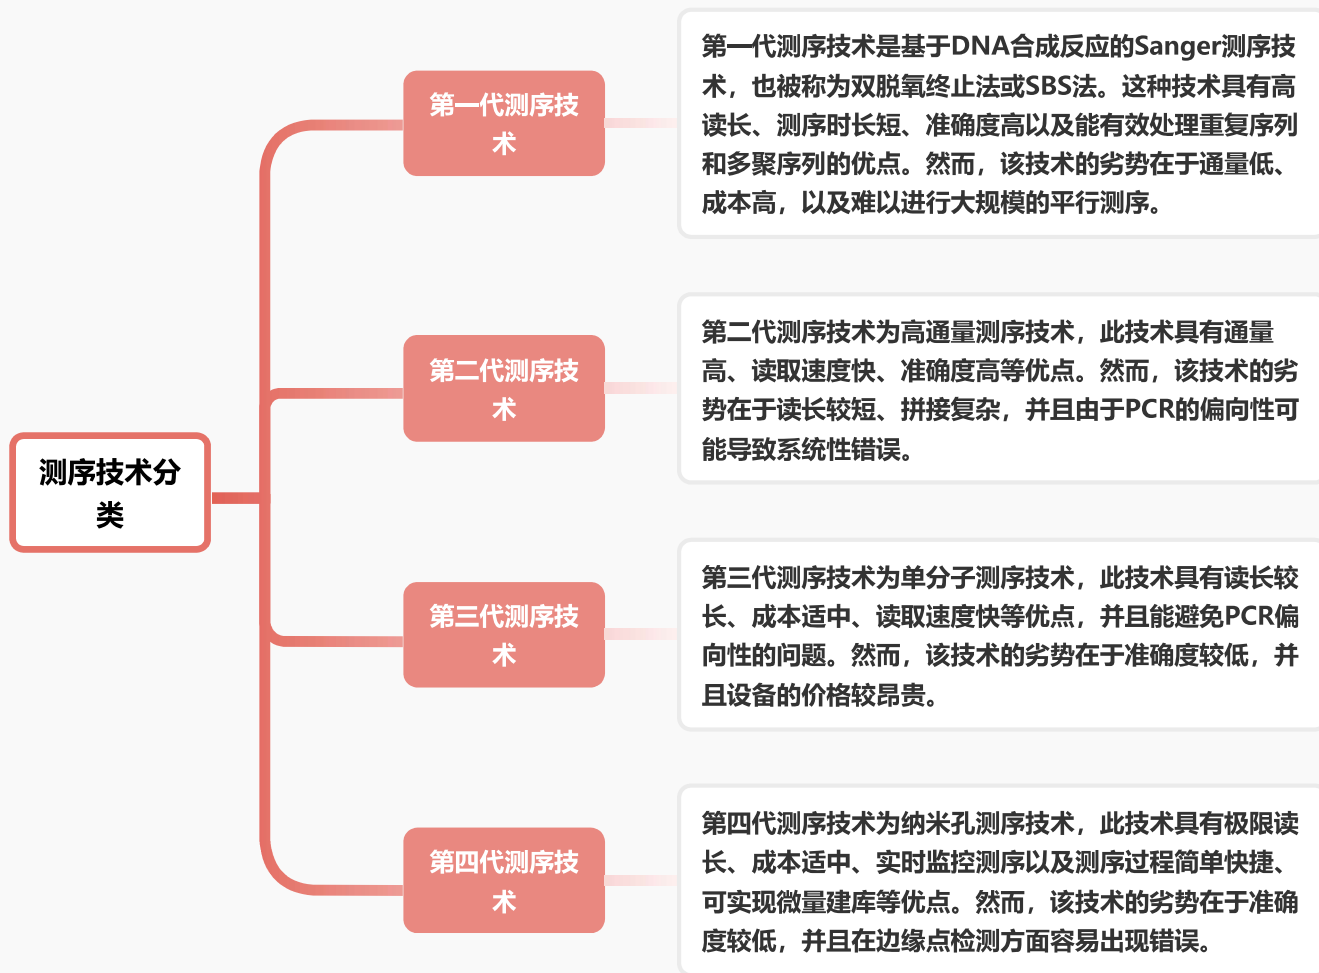 第一代测序技术是基于DNA合成反应的Sanger测序技
术，也被称为双脱氧终止法或SBS法。这种技术具有高
读长、测序时长短、准确度高以及能有效处理重复序列
和多聚序列的优点。然而，该技术的劣势在于通量低、
成本高，以及难以进行大规模的平行测序。
第一代测序技
术
第二代测序技术为高通量测序技术，此技术具有通量
高、读取速度快、准确度高等优点。然而，该技术的劣
势在于读长较短、拼接复杂，并且由于PCR的偏向性可
能导致系统性错误。
第二代测序技
术
测序技术分
类
第三代测序技术为单分子测序技术，此技术具有读长较
长、成本适中、读取速度快等优点，并且能避免PCR偏
向性的问题。然而，该技术的劣势在于准确度较低，并
且设备的价格较昂贵。
第三代测序技
术
第四代测序技术为纳米孔测序技术，此技术具有极限读
长、成本适中、实时监控测序以及测序过程简单快捷、
可实现微量建库等优点。然而，该技术的劣势在于准确
度较低，并且在边缘点检测方面容易出现错误。
第四代测序技
术